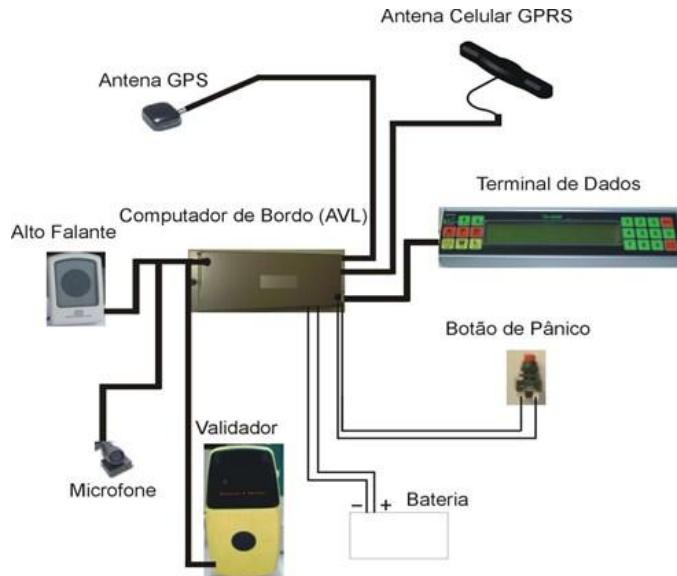 Antena Celular GPRS
Antena GPS
Terminal de Dados
Computador de Bordo (AVL)
Alto Falante
Botão de Pânico
Validador
Microfone
− +
Bateria